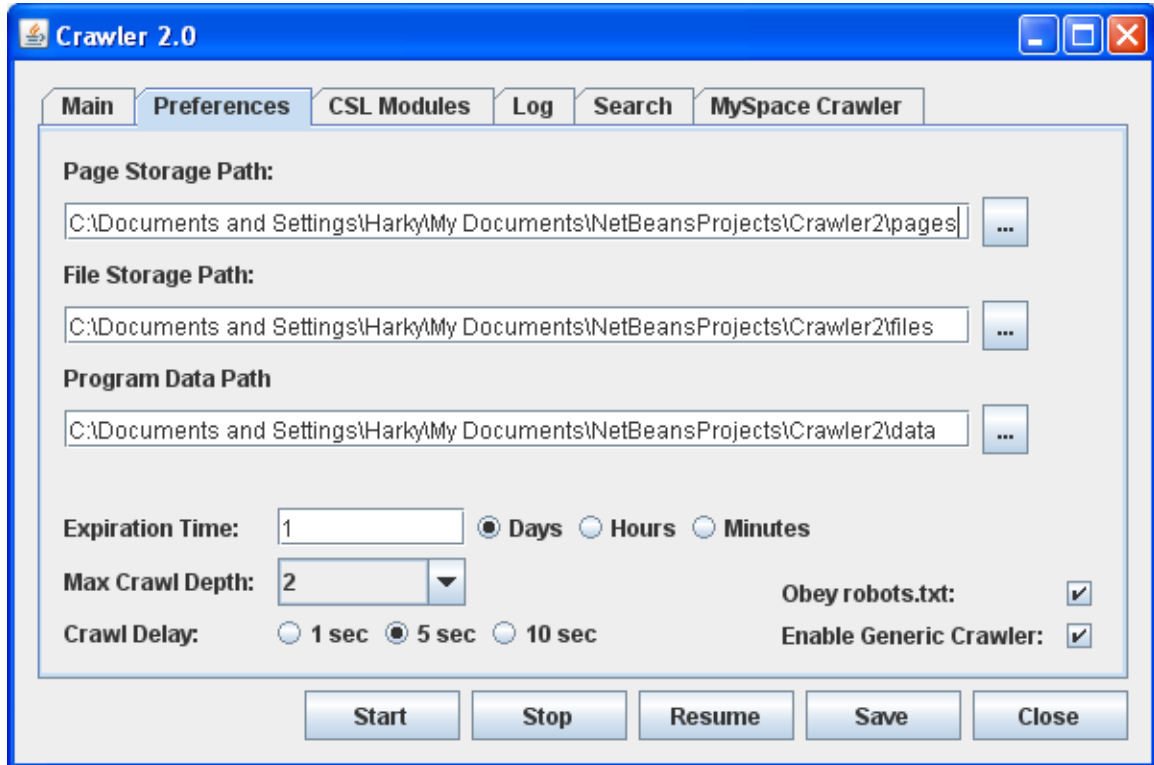 Crawler 2.0
Main Preferences CSL Modules Log Search MySpace Crawler
Page Storage Path:
C:\Documents and Settings\Harky\My Documents\NetBeansProjects\Crawler2\pages ...
File Storage Path:
C:\Documents and Settings\Harky\My Documents\NetBeansProjects\Crawler2\files ...
Program Data Path
C:\Documents and Settings\Harky\My Documents\NetBeansProjects\Crawler2\data ...
Expiration Time: 1 Days Hours Minutes
Max Crawl Depth: 2
Obey robots.txt:
Crawl Delay: 1 sec 5 sec 10 sec Enable Generic Crawler:
Start Stop Resume Save Close